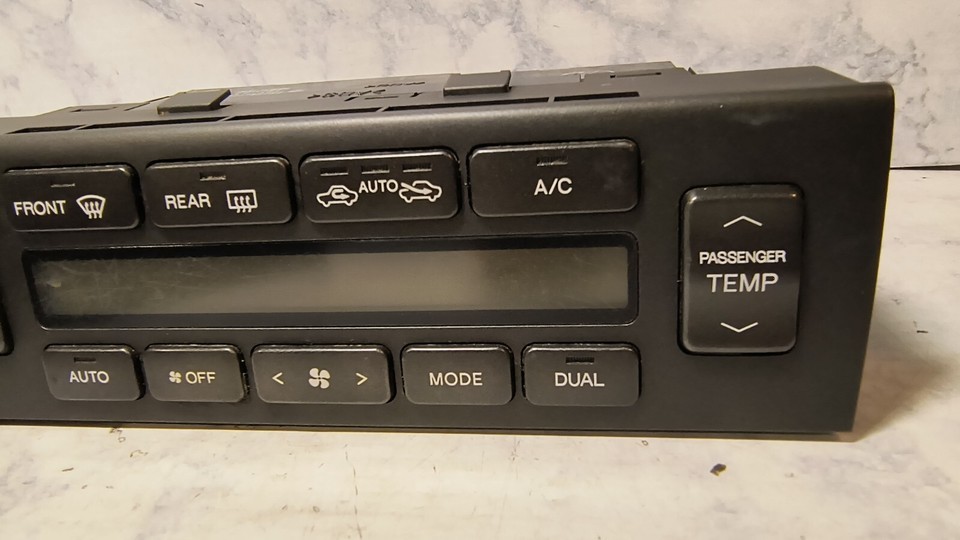 FRONT
REAR
AUTO
A/C
PASSENGER
TEMP
AUTO
OFF
< >
MODE
DUAL